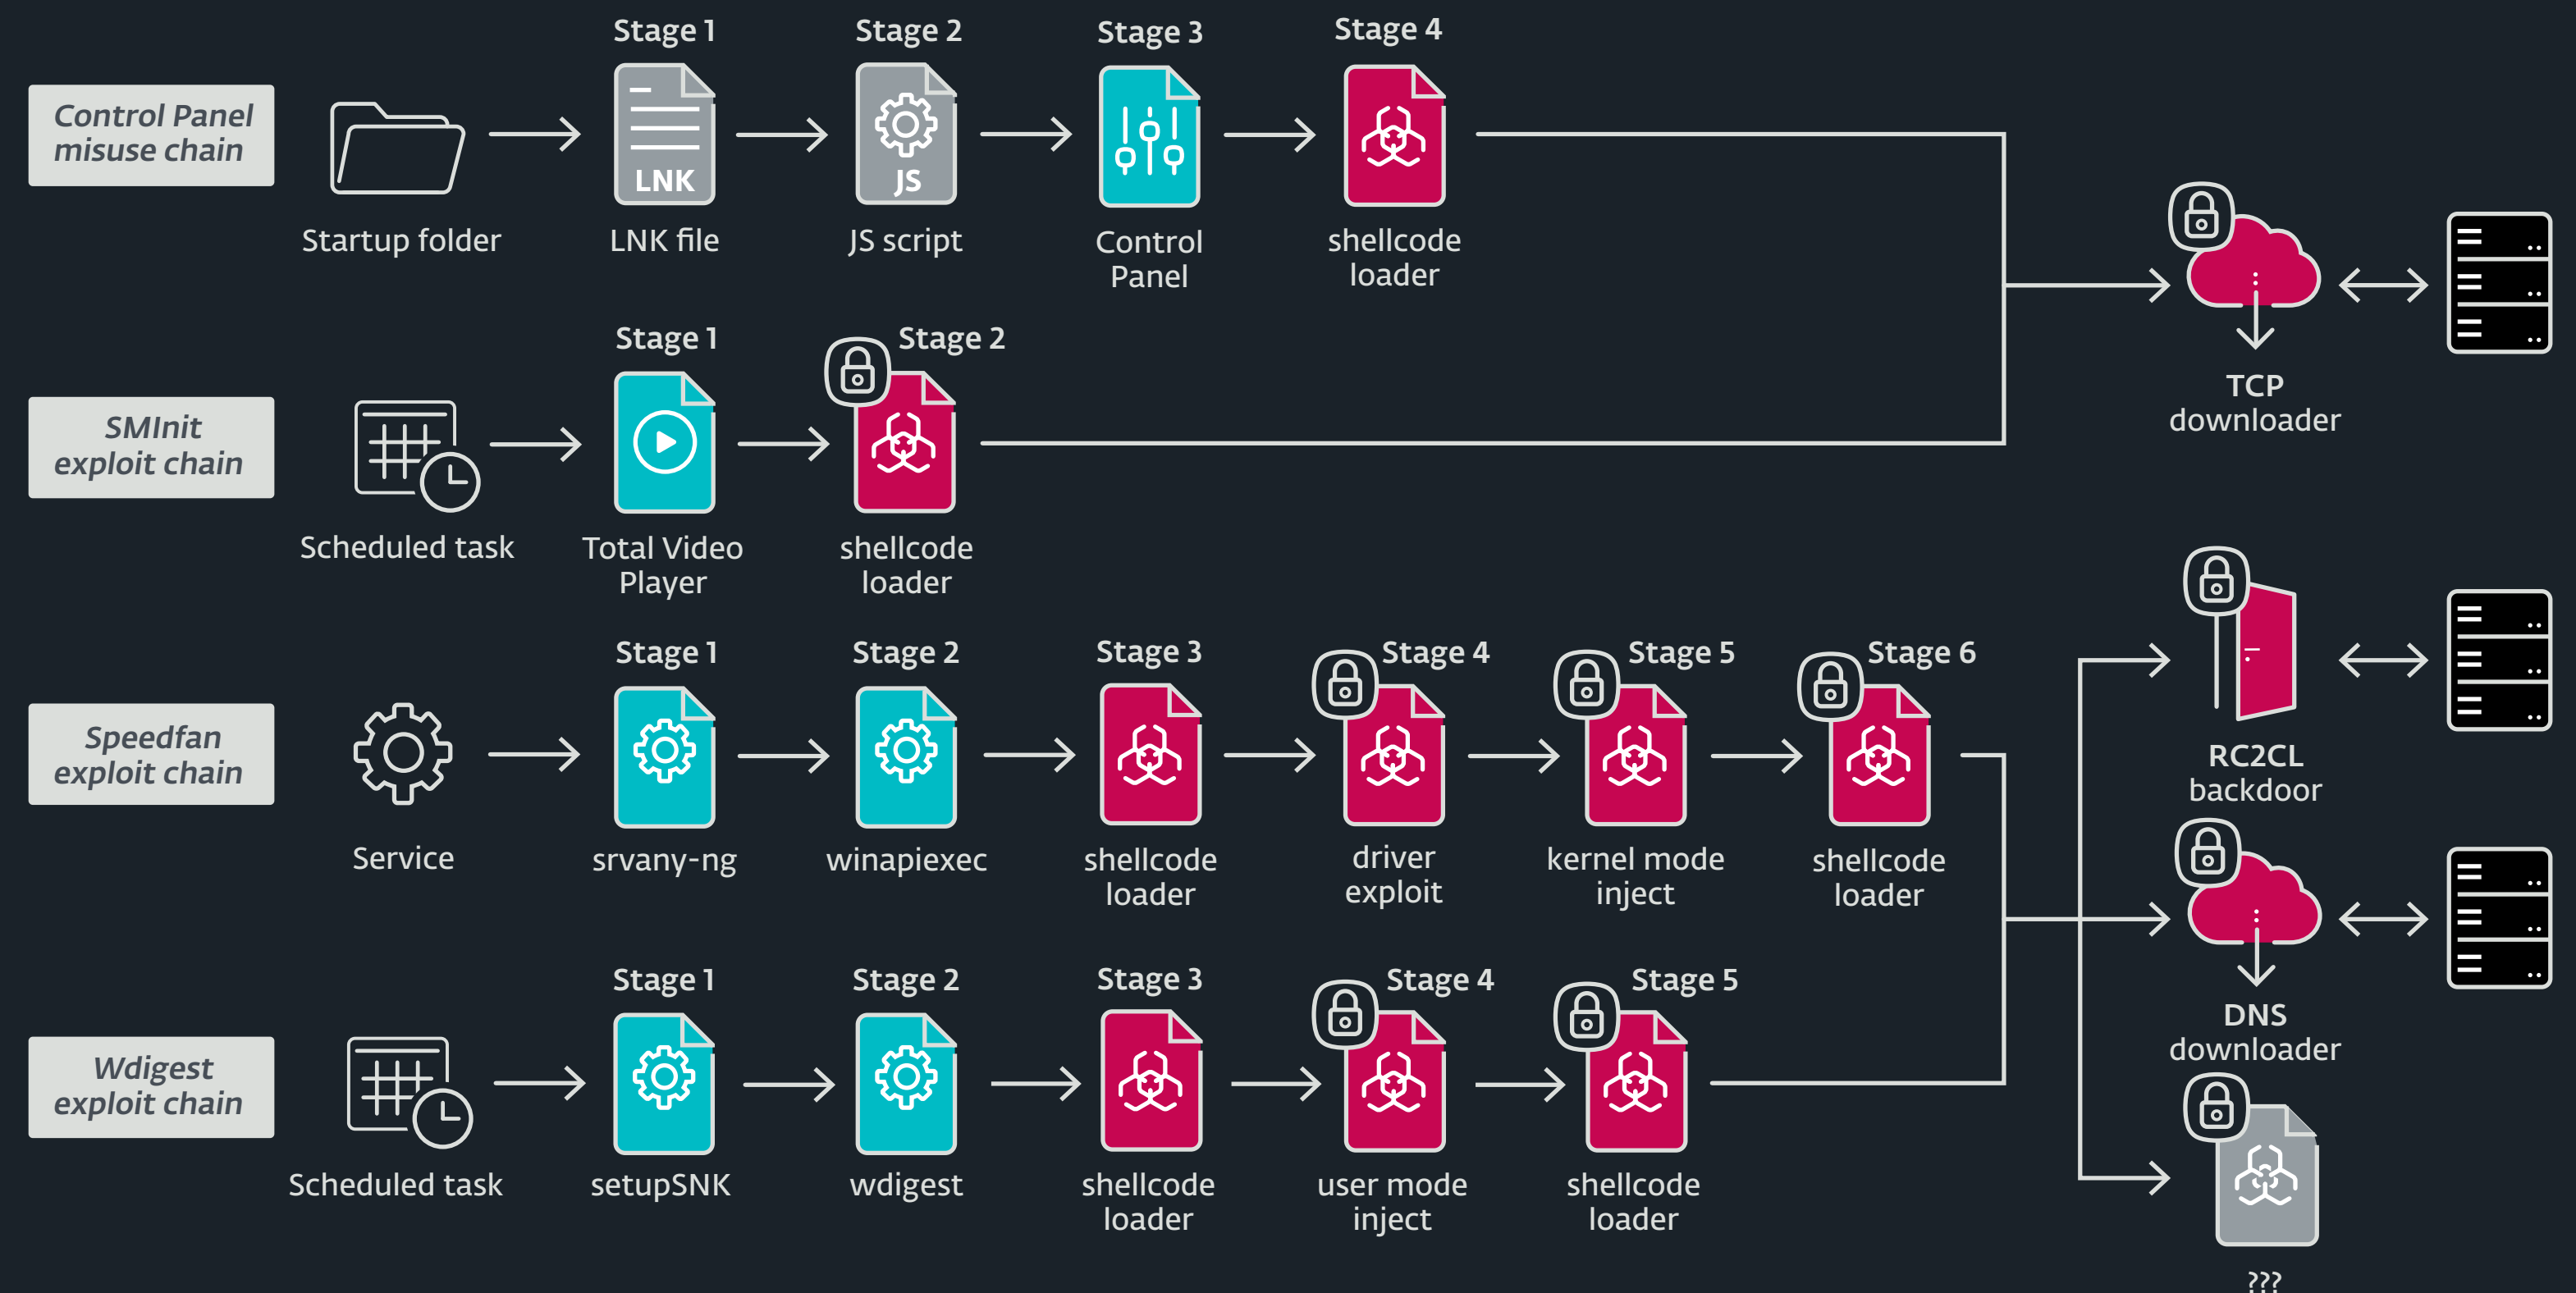 Stage 1
Stage 2
Stage 3
Stage 4
Control Panel
misuse chain
LNK
JS
Startup folder
LNK file
JS script
Control
Panel
shellcode
loader
TCP
downloader
Stage 1
Stage 2
SMInit
exploit chain
Scheduled task
Total Video
Player
shellcode
loader
Stage 1
Stage 2
Stage 3
Stage 4
Stage 5
Stage 6
Speedfan
exploit chain
Service
srvany-ng
winapiexec
shellcode
loader
driver
exploit
kernel mode
inject
shellcode
loader
RC2CL
backdoor
Stage 1
Stage 2
Stage 3
Stage 4
Stage 5
Wdigest
exploit chain
Scheduled task
setupSNK
wdigest
shellcode
loader
user mode
inject
shellcode
loader
DNS
downloader
???